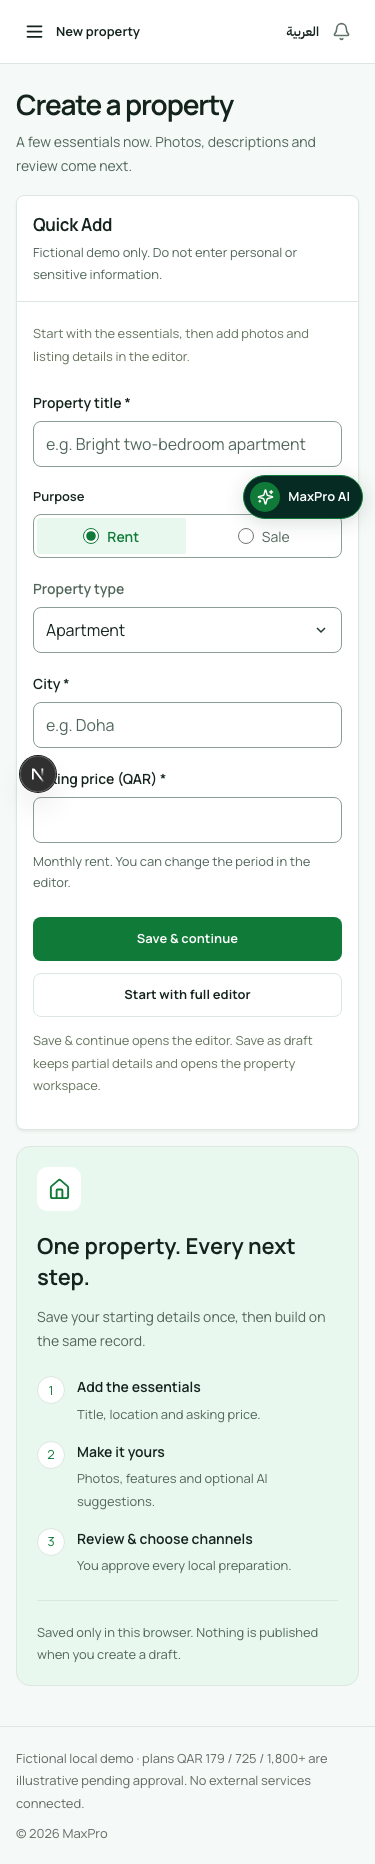 New property
العربية
Create a property
A few essentials now. Photos, descriptions and
review come next.
Quick Add
Fictional demo only. Do not enter personal or
sensitive information.
Start with the essentials, then add photos and
listing details in the editor.
Property title *
e.g. Bright two-bedroom apartment
Purpose
MaxPro AI
Rent
Sale
Property type
Apartment
City *
e.g. Doha
N
ing price (QAR) *
Monthly rent. You can change the period in the
editor.
Save & continue
Start with full editor
Save & continue opens the editor. Save as draft
keeps partial details and opens the property
workspace.
One property. Every next
step.
Save your starting details once, then build on
the same record.
1
Add the essentials
Title, location and asking price.
2
Make it yours
Photos, features and optional AI
suggestions.
3
Review & choose channels
You approve every local preparation.
Saved only in this browser. Nothing is published
when you create a draft.
Fictional local demo · plans QAR 179 / 725 / 1,800+ are
illustrative pending approval. No external services
connected.
© 2026 MaxPro